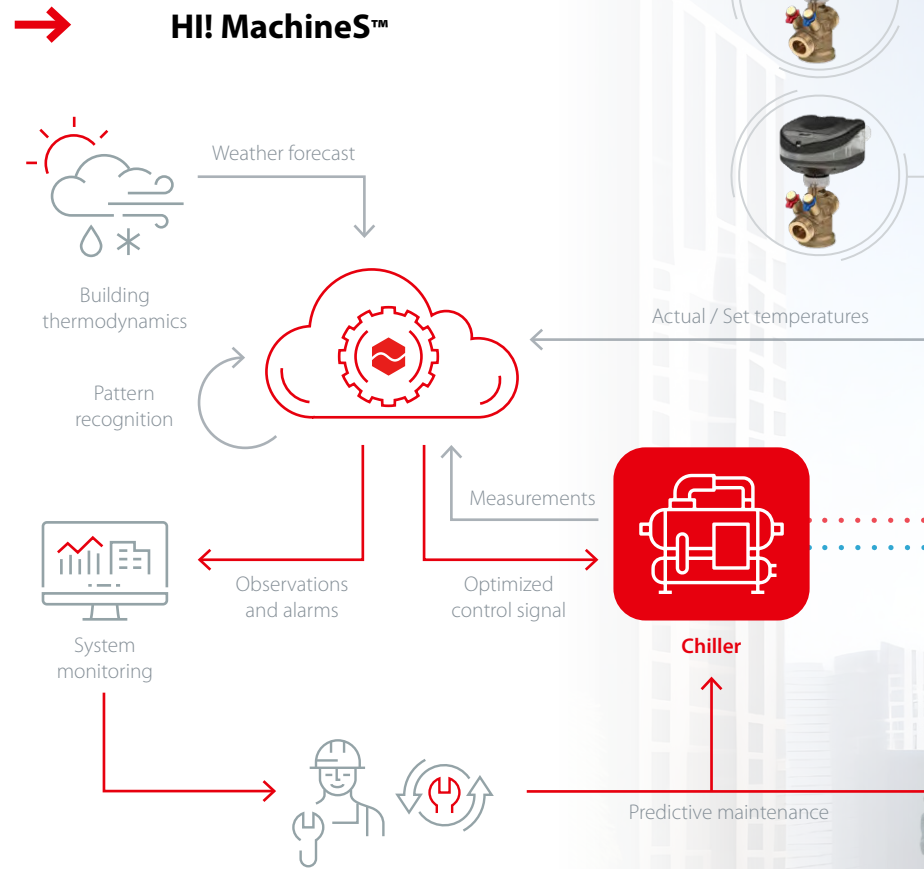 HI! MachineS™
Weather forecast
Building
thermodynamics
Actual / Set temperatures
Pattern
recognition
Measurements
Observations
and alarms
Optimized
control signal
System
monitoring
Chiller
Predictive maintenance